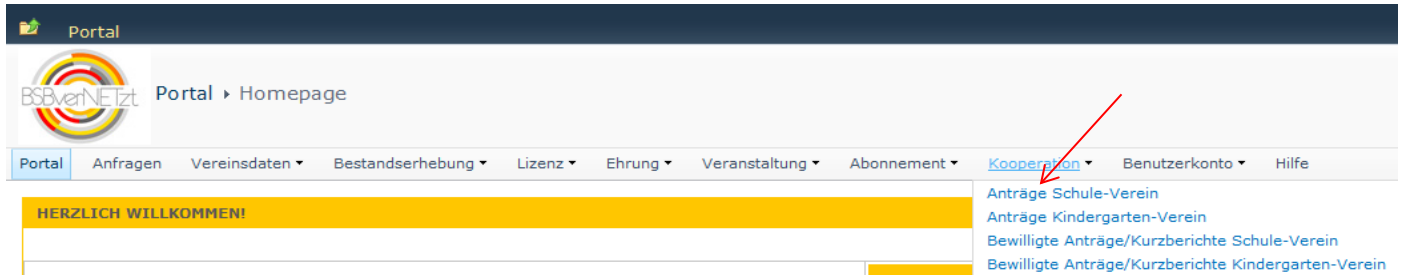 Portal
BSBverNETzt
Portal ▸ Homepage
Portal Anfragen Vereinsdaten Bestandserhebung Lizenz Ehrung Veranstaltung Abonnement Kooperation Benutzerkonto Hilfe
Anträge Schule-Verein
HERZLICH WILLKOMMEN!
Anträge Kindergarten-Verein
Bewilligte Anträge/Kurzberichte Schule-Verein
Bewilligte Anträge/Kurzberichte Kindergarten-Verein